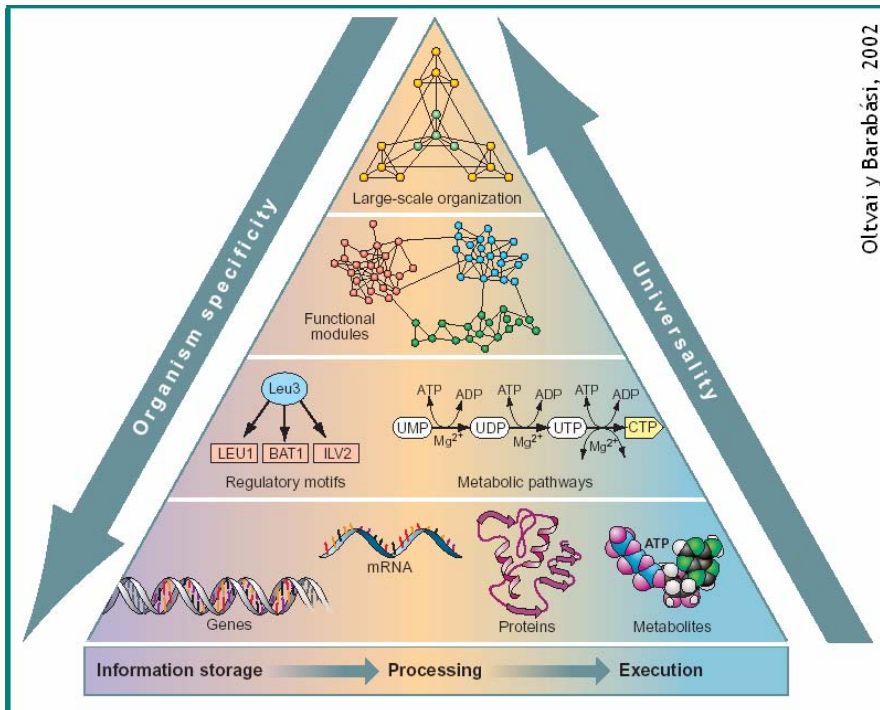 Oltvai y Barabási, 2002
Organism specificity
Universality
Large-scale organization
Functional
modules
Leu3
LEU1 BAT1 ILV2
Regulatory motifs
ATP ADP ATP ADP ATP ADP
UMP UDP UTP CTP
Mg2+ Mg2+ Mg2+
Metabolic pathways
mRNA
ATP
Genes
Proteins
Metabolites
Information storage Processing Execution